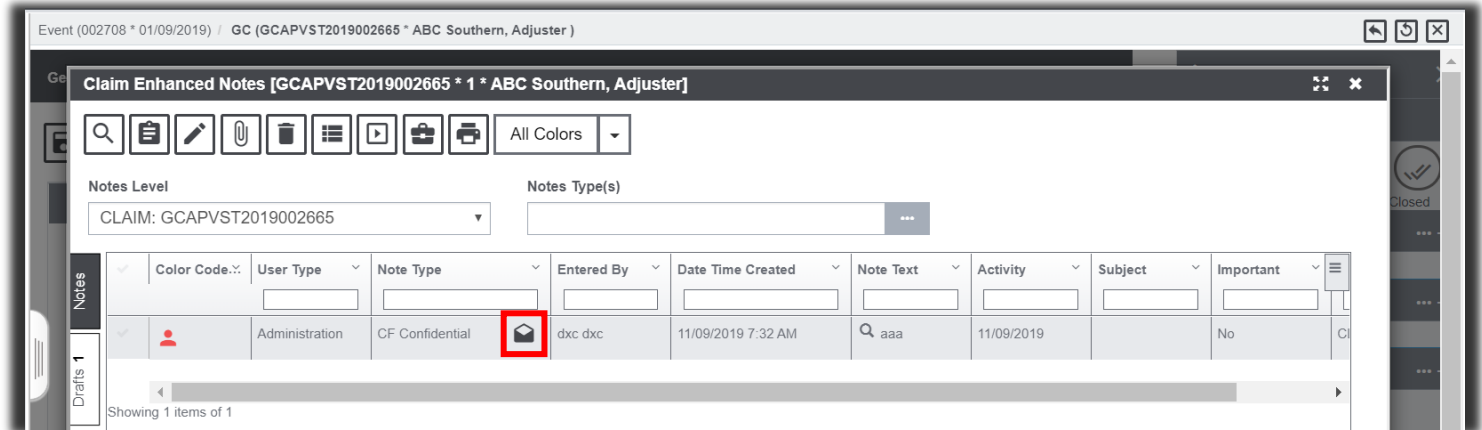 Event (002708 * 01/09/2019) / GC (GCAPVST2019002665 * ABC Southern, Adjuster )
Ge
Claim Enhanced Notes [GCAPVST2019002665 * 1 * ABC Southern, Adjuster]
All Colors
Notes Level
Notes Type(s)
CLAIM: GCAPVST2019002665
...
Closed
Notes
Color Code...
User Type
Note Type
Entered By
Date Time Created
Note Text
Activity
Subject
Important
Administration
CF Confidential
dxc dxc
11/09/2019 7:32 AM
aaa
11/09/2019
No
Cl
Drafts 1
Showing 1 items of 1